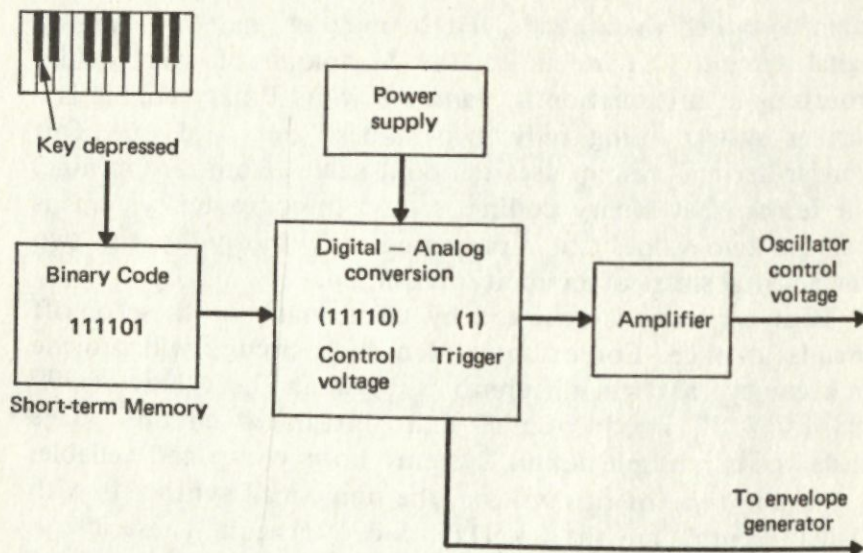 Key depressed
Power
supply
Binary Code
111101
Short-term Memory
Digital – Analog
conversion
(11110) (1)
Control Trigger
voltage
Amplifier
Oscillator
control
voltage
To envelope
generator